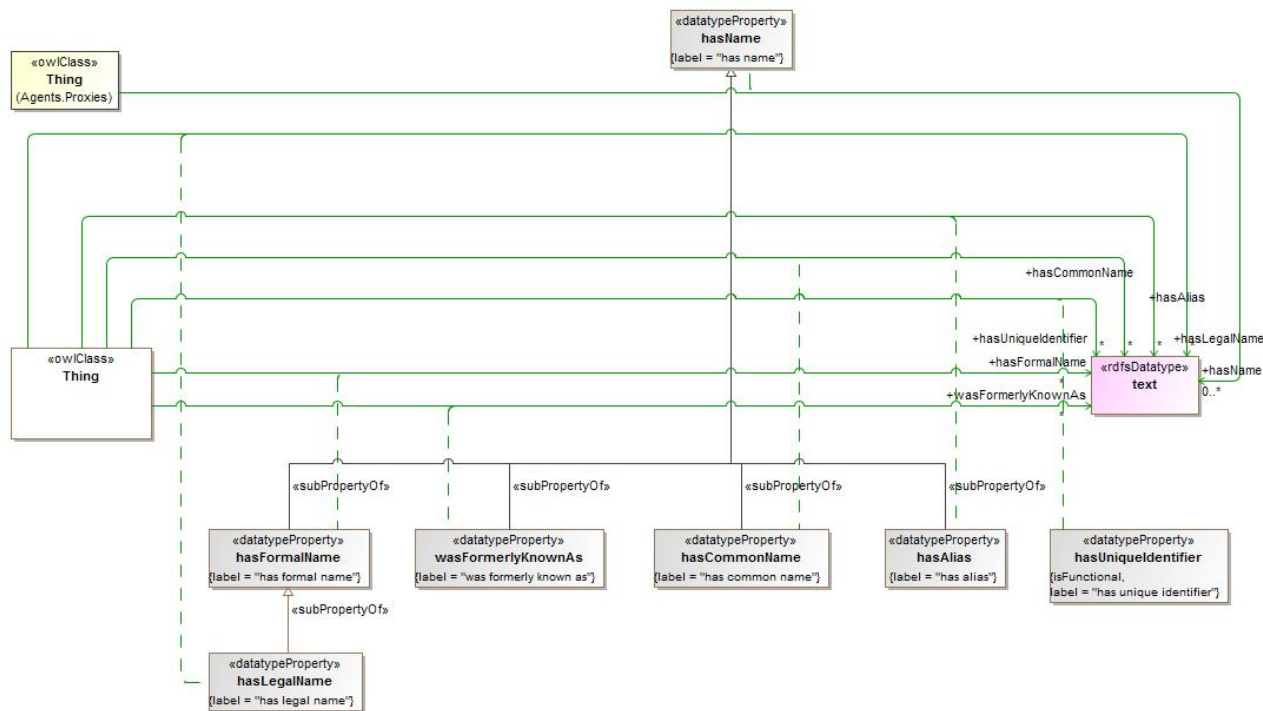 «datatypeProperty»
hasName
{label = "has name"}
«owlClass»
Thing
(Agents.Proxies)
+hasCommonName
+hasAlias
+hasUniqueIdentifier
*
*
*
*
+hasLegalName
«owlClass»
Thing
+hasFormalName
*
«rdfsDatatype»
text
+hasName
0..*
+wasFormerlyKnownAs
*
«subPropertyOf»
«subPropertyOf»
«subPropertyOf»
«subPropertyOf»
«datatypeProperty»
hasFormalName
{label = "has formal name"}
«datatypeProperty»
wasFormerlyKnownAs
{label = "was formerly known as"}
«datatypeProperty»
hasCommonName
{label = "has common name"}
«datatypeProperty»
hasAlias
{label = "has alias"}
«datatypeProperty»
hasUniqueIdentifier
{isFunctional,
label = "has unique identifier"}
«subPropertyOf»
«datatypeProperty»
hasLegalName
{label = "has legal name"}